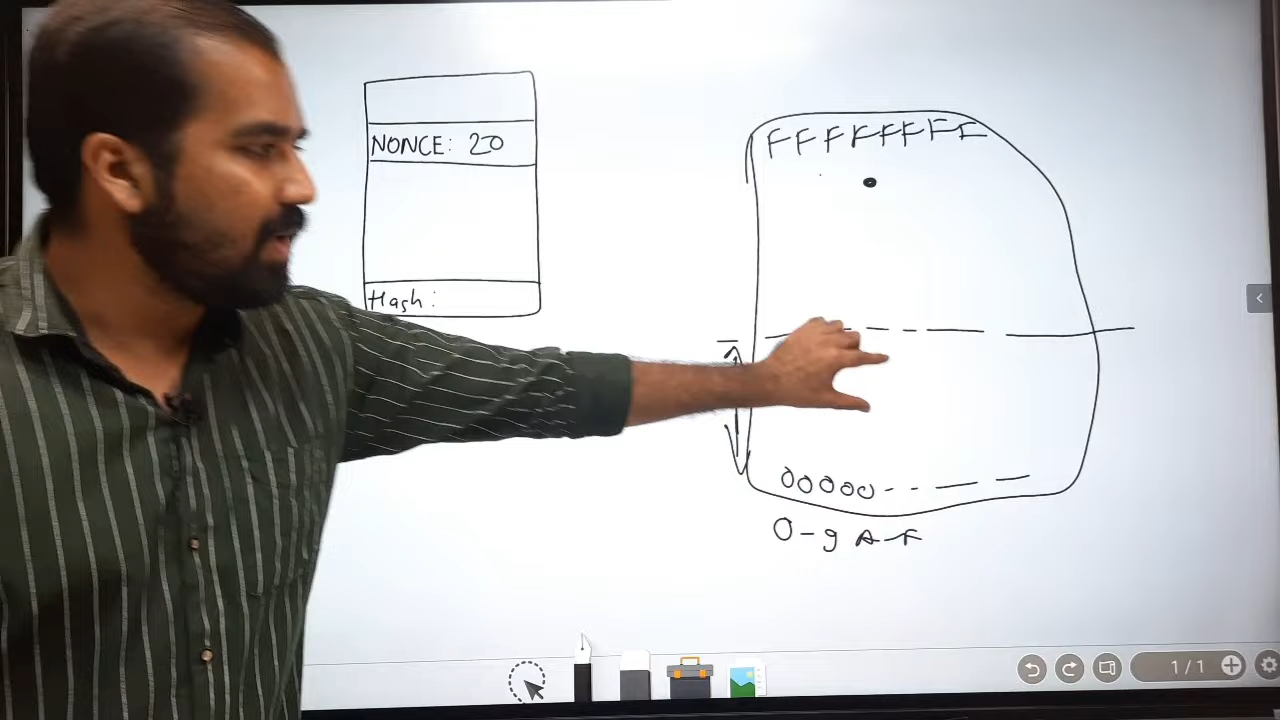 NONCE: 20
Hash:
FFFFFFFF
00000-- — —
0-9 A-F
1/1